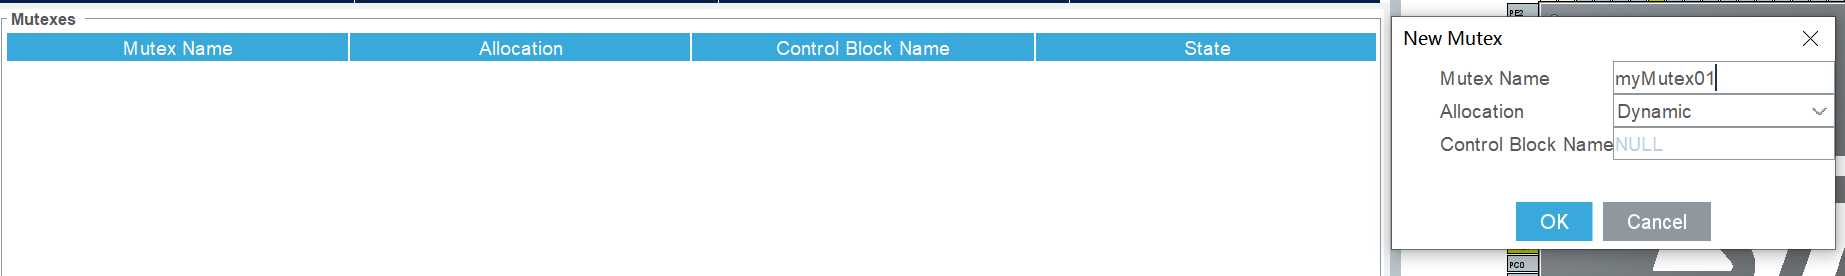 Mutexes
Mutex Name Allocation Control Block Name State
PE2
New Mutex
Mutex Name myMutex01
Allocation Dynamic
Control Block Name NULL
OK Cancel
PC0